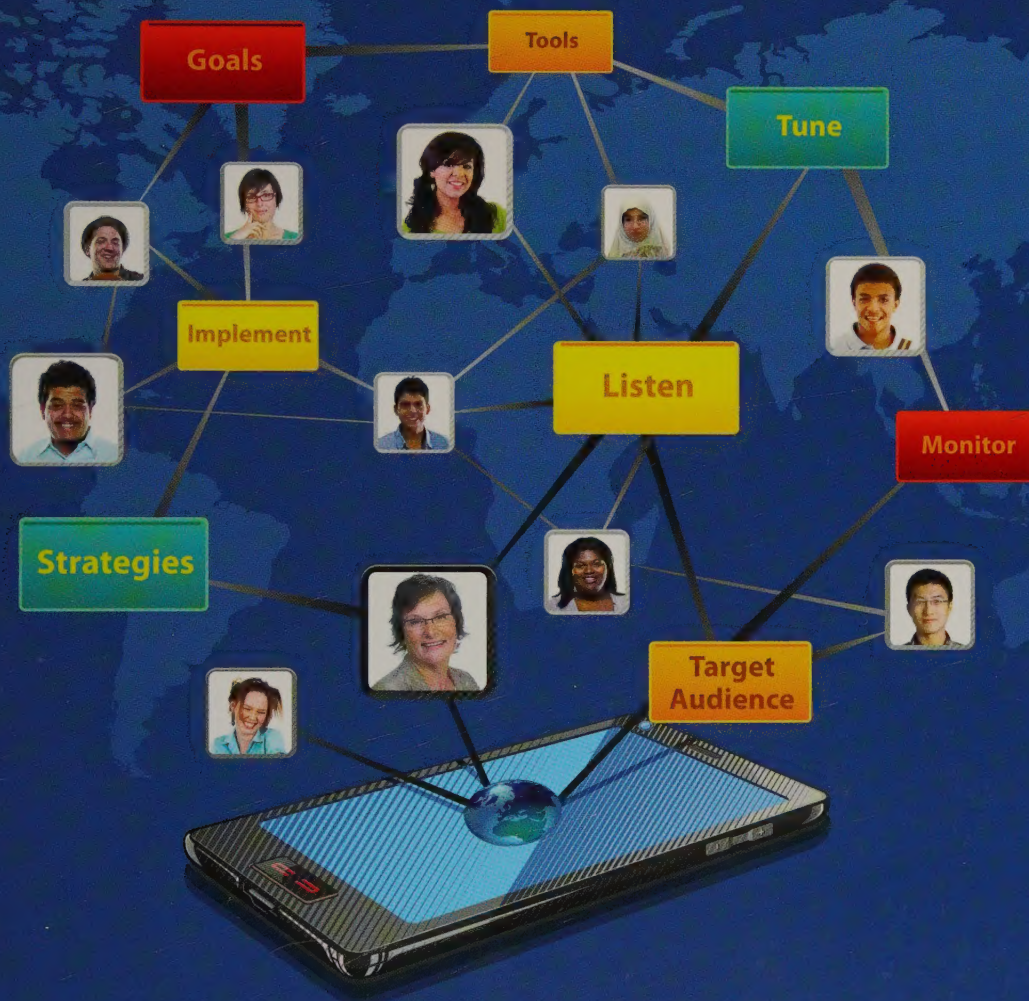 Goals
Tools
Tune
Implement
Listen
Monitor
Strategies
Target
Audience